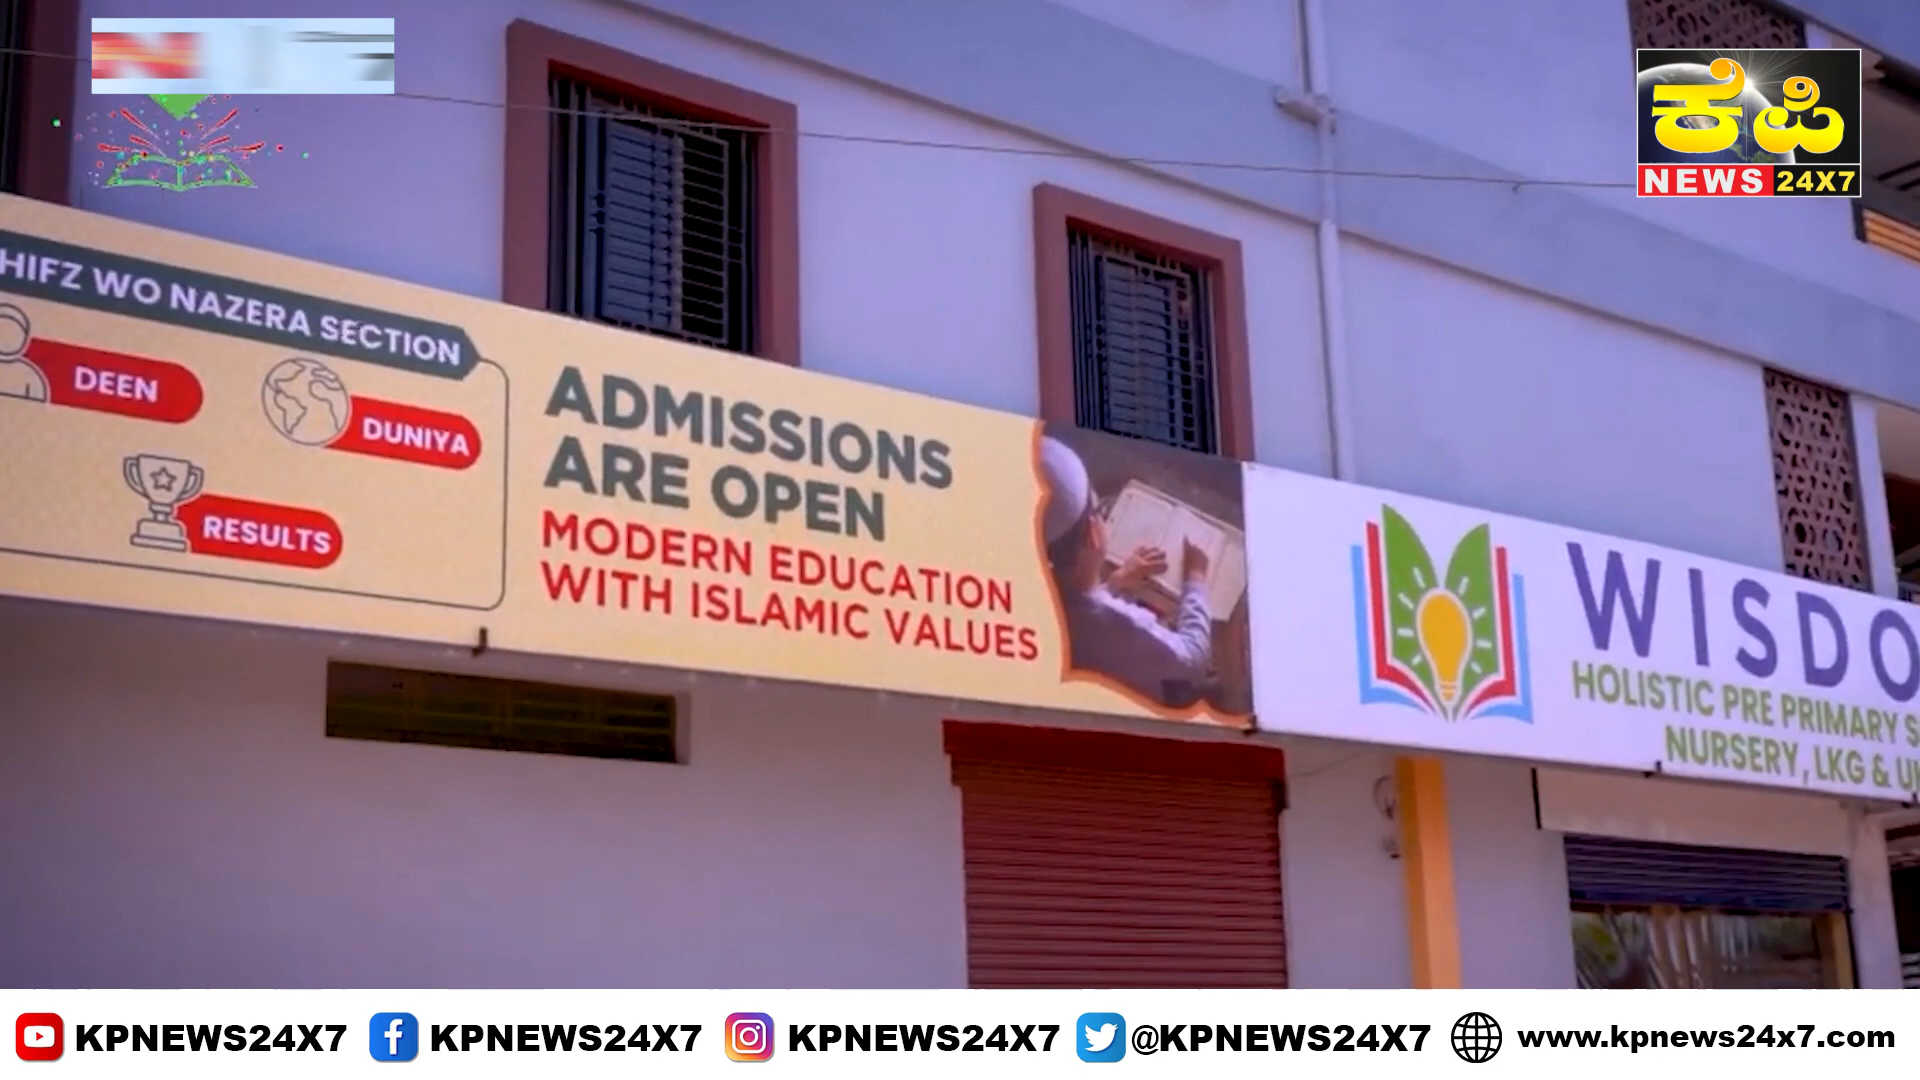 ಕೆಪಿ
NEWS 24X7
HIFZ WO NAZERA SECTION
DEEN
DUNIYA
RESULTS
ADMISSIONS
ARE OPEN
MODERN EDUCATION
WITH ISLAMIC VALUES
WISDO
HOLISTIC PRE PRIMARY S
NURSERY, LKG & U
KPNEWS24X7
KPNEWS24X7
KPNEWS24X7
@KPNEWS24X7
www.kpnews24x7.com